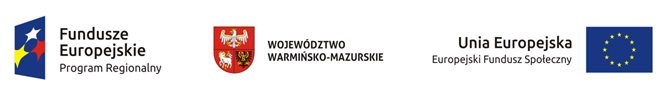 Fundusze
Europejskie
Program Regionalny
WOJEWÓDZTWO
WARMIŃSKO-MAZURSKIE
Unia Europejska
Europejski Fundusz Społeczny